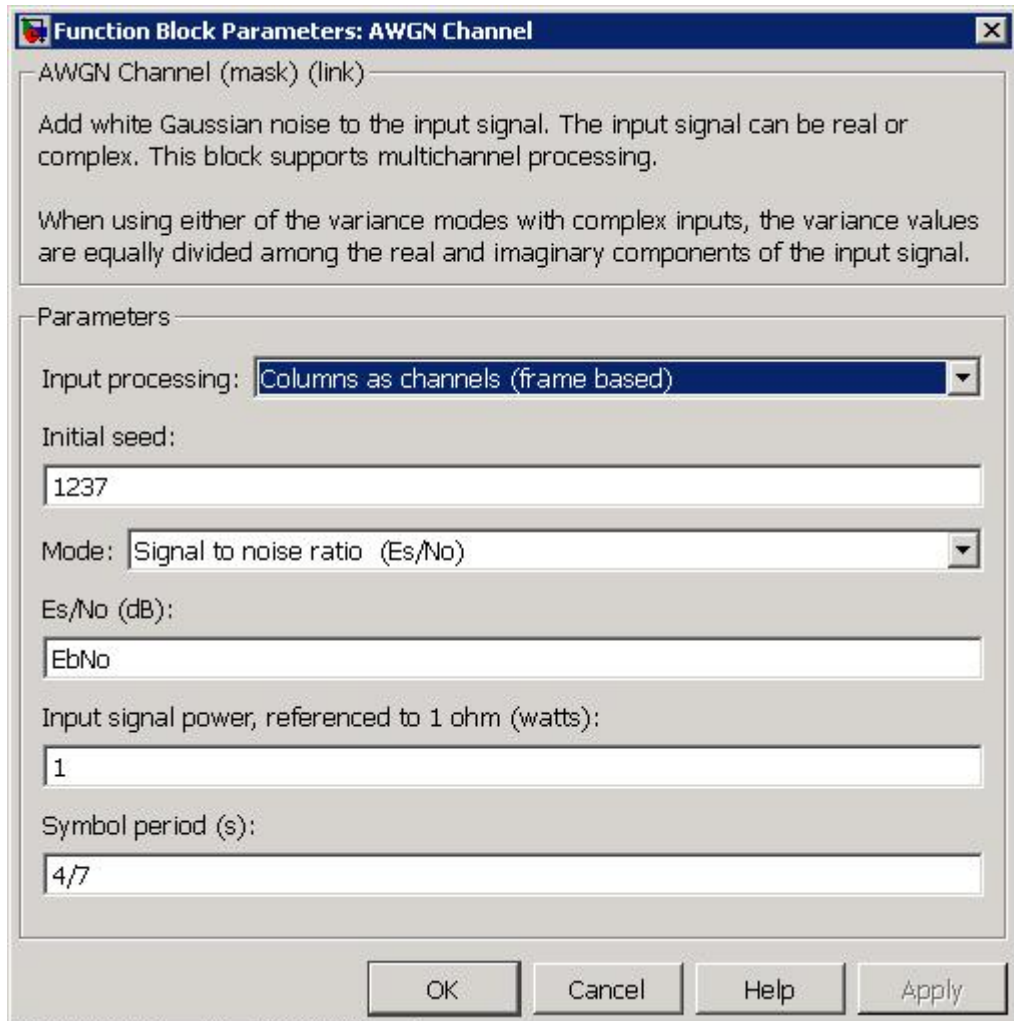 Function Block Parameters: AWGN Channel
AWGN Channel (mask) (link)
Add white Gaussian noise to the input signal. The input signal can be real or
complex. This block supports multichannel processing.
When using either of the variance modes with complex inputs, the variance values
are equally divided among the real and imaginary components of the input signal.
Parameters
Input processing: Columns as channels (frame based)
Initial seed:
1237
Mode: Signal to noise ratio (Es/No)
Es/No (dB):
EbNo
Input signal power, referenced to 1 ohm (watts):
1
Symbol period (s):
4/7
OK Cancel Help Apply